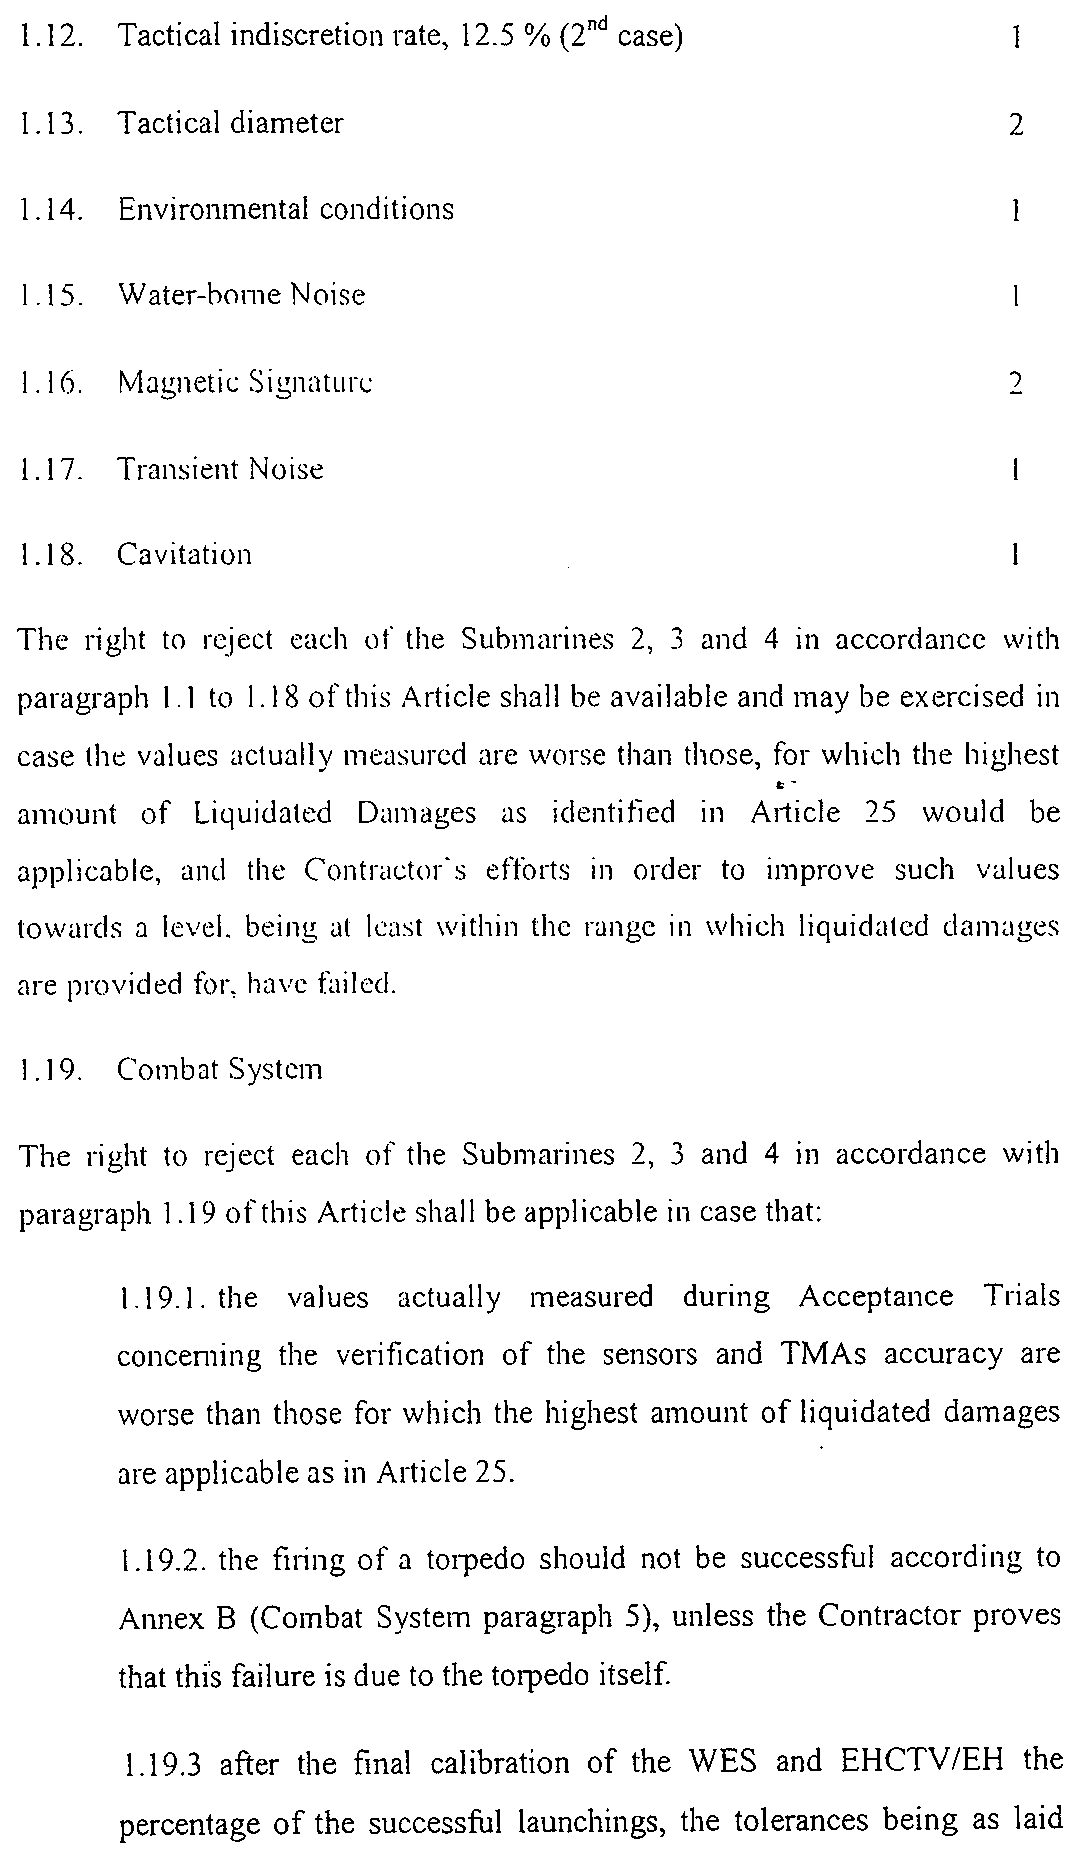 1.12. Tactical indiscretion rate, 12.5 % (2nd case) 1
1.13. Tactical diameter 2
1.14. Environmental conditions 1
1.15. Water-borne Noise 1
1.16. Magnetic Signature 2
1.17. Transient Noise 1
1.18. Cavitation 1
The right to reject each of the Submarines 2, 3 and 4 in accordance with
paragraph 1.1 to 1.18 of this Article shall be available and may be exercised in
case the values actually measured are worse than those, for which the highest
amount of Liquidated Damages as identified in Article 25 would be
applicable, and the Contractor's efforts in order to improve such values
towards a level, being at least within the range in which liquidated damages
are provided for, have failed.
1.19. Combat System
The right to reject each of the Submarines 2, 3 and 4 in accordance with
paragraph 1.19 of this Article shall be applicable in case that:
1.19.1. the values actually measured during Acceptance Trials
concerning the verification of the sensors and TMAs accuracy are
worse than those for which the highest amount of liquidated damages
are applicable as in Article 25.
1.19.2. the firing of a torpedo should not be successful according to
Annex B (Combat System paragraph 5), unless the Contractor proves
that this failure is due to the torpedo itself.
1.19.3 after the final calibration of the WES and EHCTV/EH the
percentage of the successful launchings, the tolerances being as laid